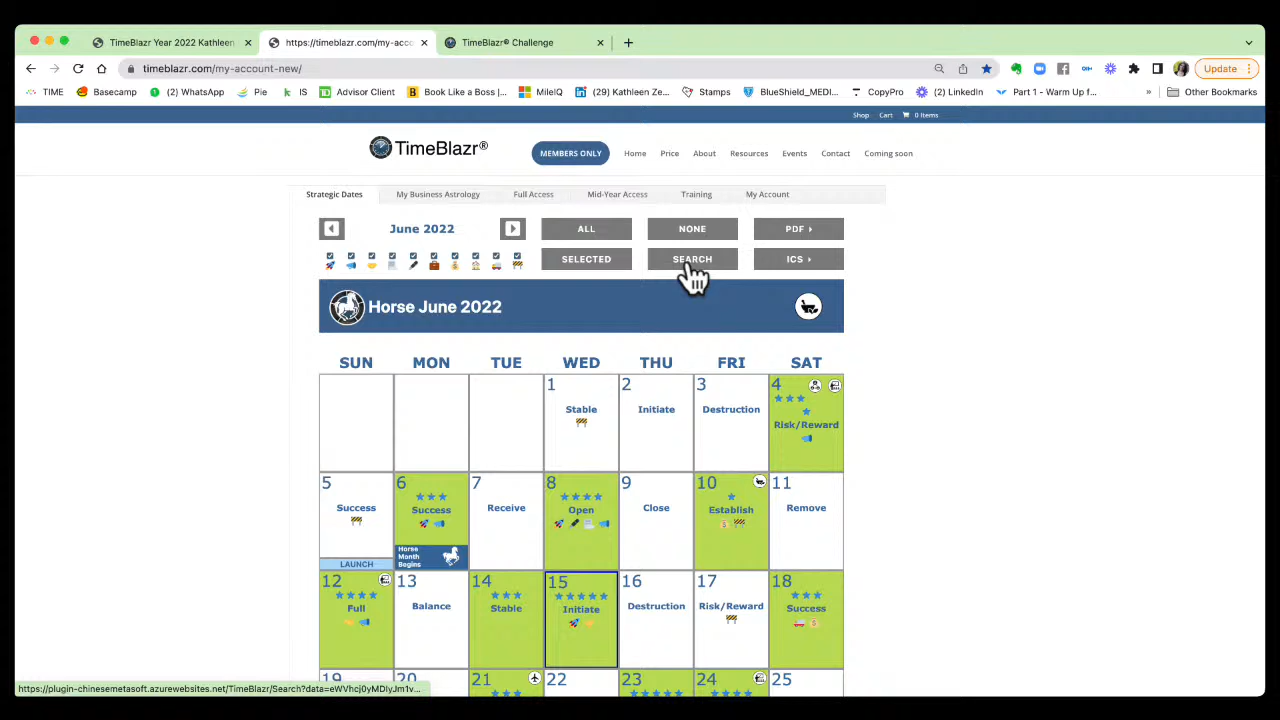 TimeBlazr Year 2022 Kathleen
https://timeblazr.com/my-acco
TimeBlazr® Challenge
timeblazr.com/my-account-new/
Update
TIME
Basecamp
(2) WhatsApp
Pie
IS
Advisor Client
Book Like a Boss |...
MileIQ
(29) Kathleen Ze...
Stamps
BlueShield_MEDI...
CopyPro
(2) LinkedIn
Part 1 - Warm Up f...
»
Other Bookmarks
Shop
Cart
0 Items
TimeBlazr®
MEMBERS ONLY
Home
Price
About
Resources
Events
Contact
Coming soon
Strategic Dates
My Business Astrology
Full Access
Mid-Year Access
Training
My Account
June 2022
ALL
NONE
PDF
SELECTED
SEARCH
ICS
Horse June 2022
SUN MON TUE WED THU FRI SAT
1
Stable
2
Initiate
3
Destruction
4
Risk/Reward
5
Success
LAUNCH
6
Success
Horse
Month
Begins
7
Receive
8
Open
9
Close
10
Establish
11
Remove
12
Full
13
Balance
14
Stable
15
Initiate
16
Destruction
17
Risk/Reward
18
Success
19
20
21
22
23
24
25
https://plugin-chinesemetasoft.azurewebsites.net/TimeBlazr/Search?data=eWVhcj0yMDIyJm1v...